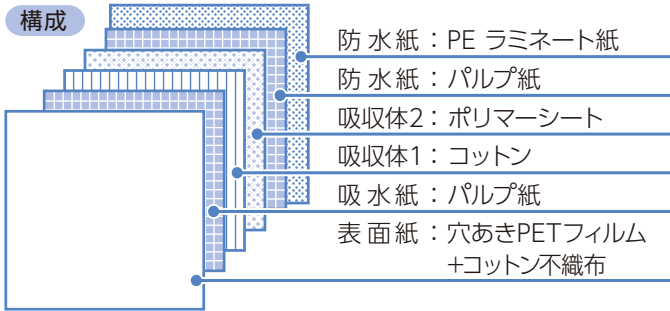 構成
防水紙：PE ラミネート紙
防水紙：パルプ紙
吸収体2：ポリマーシート
吸収体1：コットン
吸水紙：パルプ紙
表面紙：穴あきPETフィルム
+コットン不織布